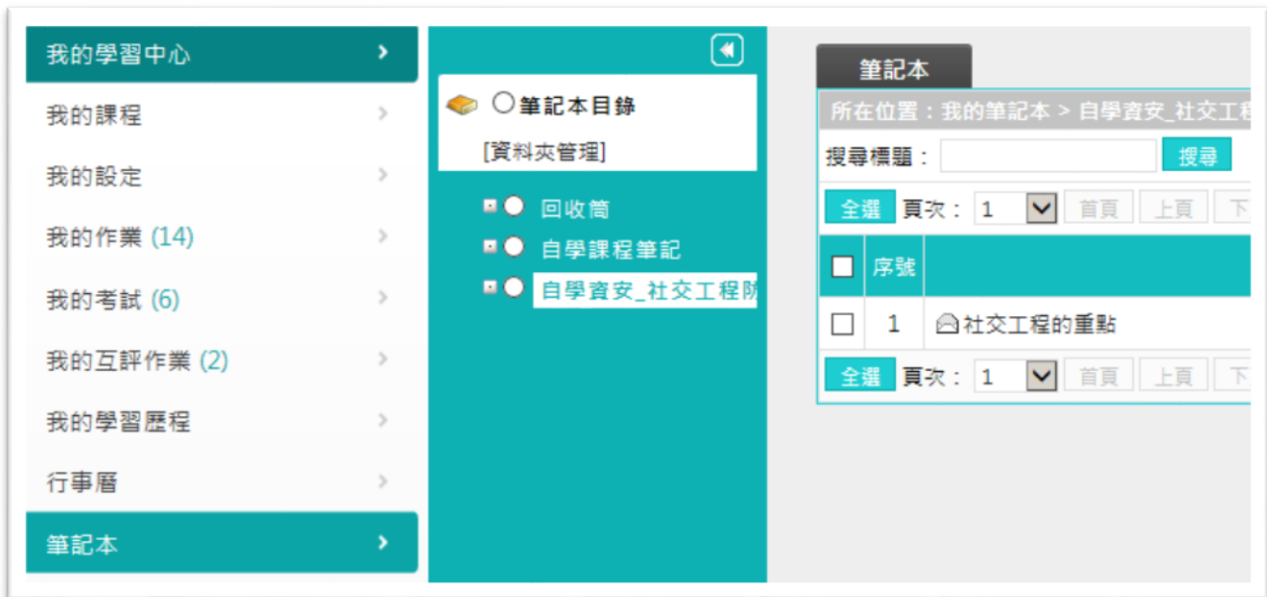 我的學習中心
我的課程
我的設定
我的作業 (14)
我的考試 (6)
我的互評作業 (2)
我的學習歷程
行事曆
筆記本
筆記本目錄
[資料夾管理]
回收筒
自學課程筆記
自學資安_社交工程防
筆記本
所在位置：我的筆記本 > 自學資安_社交工程
搜尋標題： 搜尋
全選 頁次： 1 首頁 上頁 下
序號
1 社交工程的重點
全選 頁次： 1 首頁 上頁 下